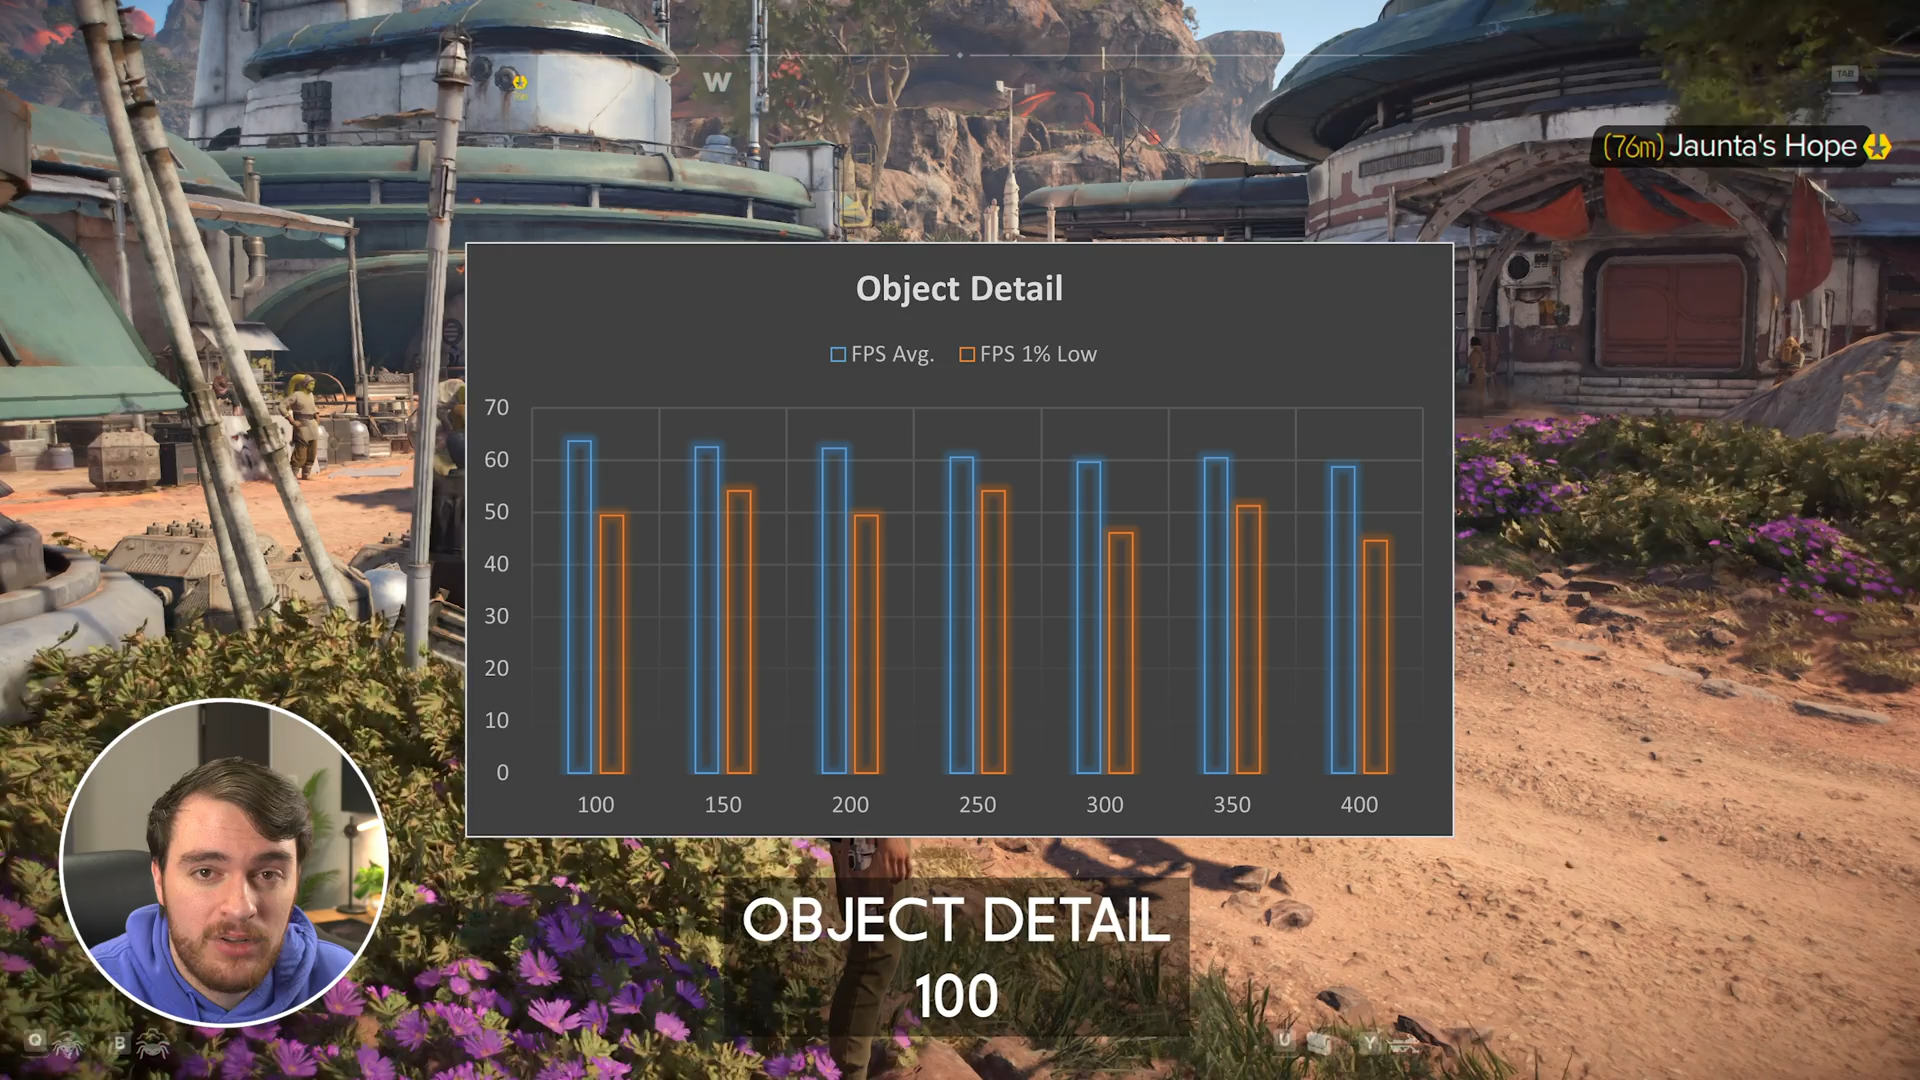 W
TAB
(76m) Jaunta's Hope
Object Detail
FPS Avg. FPS 1% Low
70
60
50
40
30
20
10
0
100 150 200 250 300 350 400
OBJECT DETAIL
100
Q B
U Y